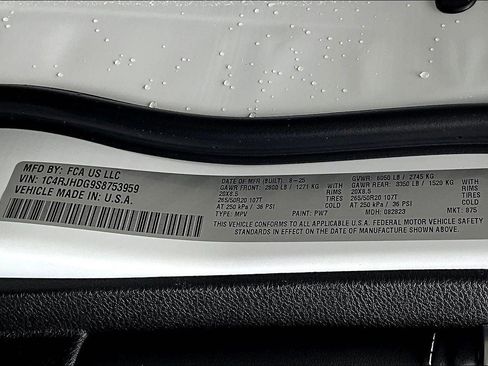 MFD BY: FCA US LLC
VIN: 1C4RJHDG9S8753959
VEHICLE MADE IN: U.S.A.
DATE OF MFR (BUILT): 8-25 GVWR: 6050 LB / 2745 KG
GAWR FRONT: 2800 LB / 1271 KG WITH GAWR REAR: 3350 LB / 1520 KG WITH
20X8.5 RIMS 20X8.5 RIMS
265/50R20 107T TIRES 265/50R20 107T TIRES
AT 250 kPa / 36 PSI COLD AT 250 kPa / 36 PSI COLD
TYPE: MPV PAINT: PW7 MDH: 082823 MKT: 875
THIS VEHICLE CONFORMS TO ALL APPLICABLE U.S.A. FEDERAL MOTOR VEHICLE SAFETY
STANDARDS IN EFFECT ON THE DATE OF MANUFACTURE SHOWN ABOVE.